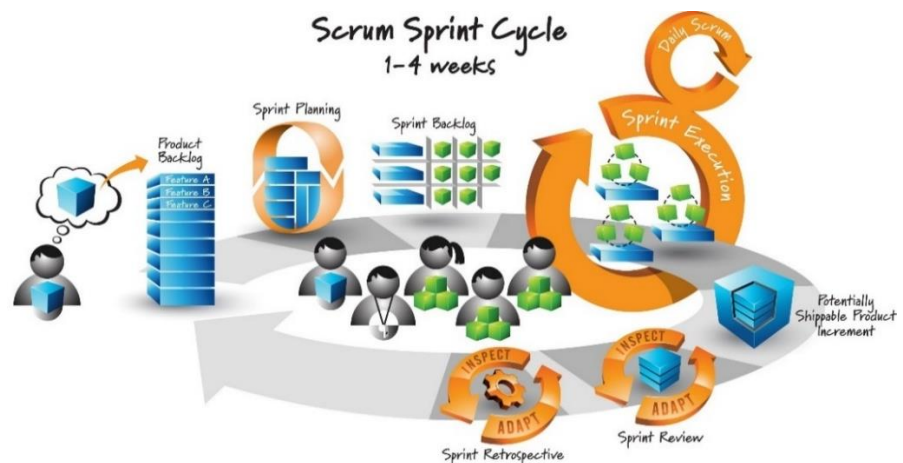 Scrum Sprint Cycle
1-4 weeks
Daily Scrum
Sprint Execution
Sprint Planning
Sprint Backlog
Product
Backlog
Feature A
Feature B
Feature C
Potentially
Shippable Product
Increment
INSPECT
ADAPT
Sprint Review
INSPECT
ADAPT
Sprint Retrospective